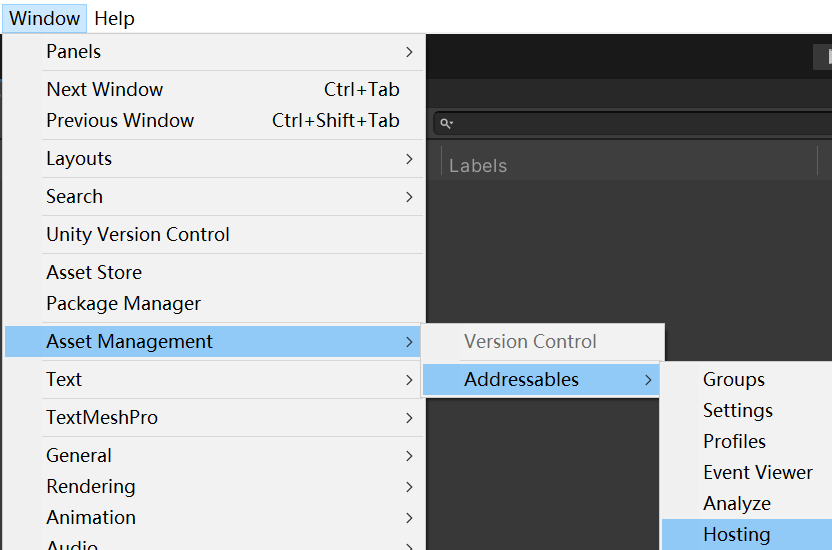 Window Help
Panels
Next Window Ctrl+Tab
Previous Window Ctrl+Shift+Tab
Layouts
Labels
Search
Unity Version Control
Asset Store
Package Manager
Asset Management
Version Control
Text
Addressables
Groups
Settings
TextMeshPro
Profiles
General
Event Viewer
Rendering
Analyze
Animation
Hosting
Audio